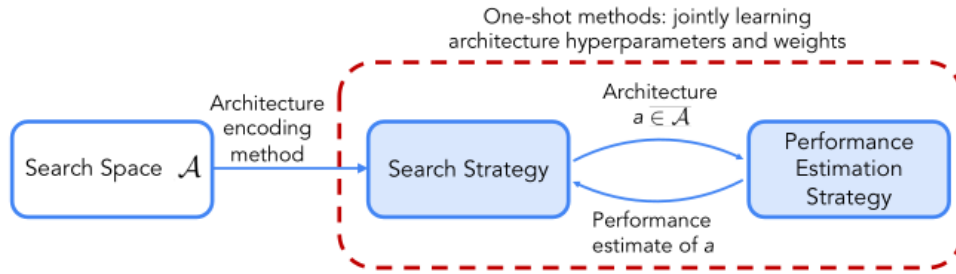 One-shot methods: jointly learning
architecture hyperparameters and weights
Architecture
encoding
method
Architecture
a ∈ 𝒜
Search Space 𝒜
Search Strategy
Performance
Estimation
Strategy
Performance
estimate of a